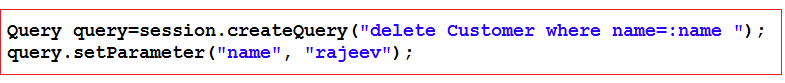 Query query=session.createQuery("delete Customer where name=:name ");
query.setParameter("name", "rajeev");